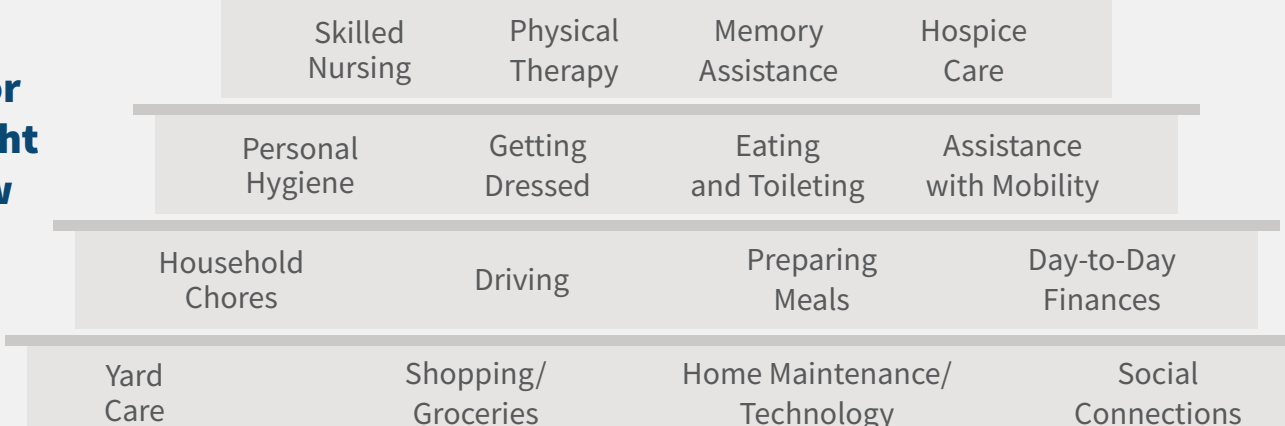 Skilled Physical Memory Hospice
Nursing Therapy Assistance Care
Personal Getting Eating Assistance
Hygiene Dressed and Toileting with Mobility
Household Driving Preparing Day-to-Day
Chores Meals Finances
Yard Shopping/ Home Maintenance/ Social
Care Groceries Technology Connections